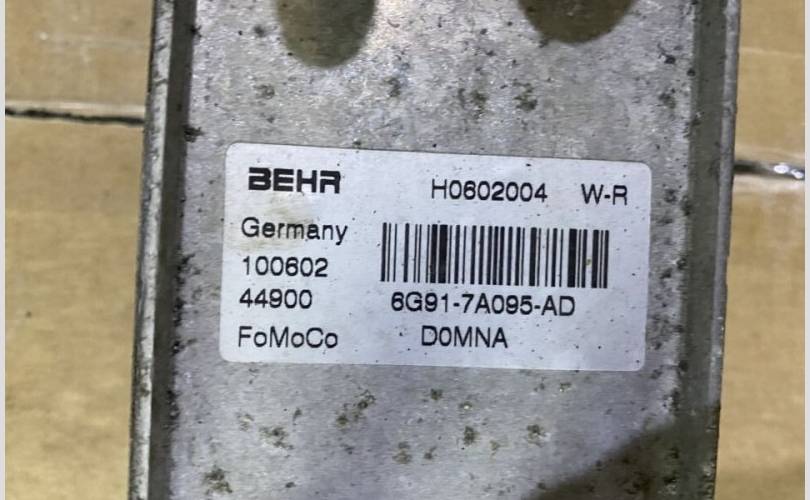 BEHR H0602004 W-R
Germany
100602
44900 6G91-7A095-AD
FoMoCo D0MNA